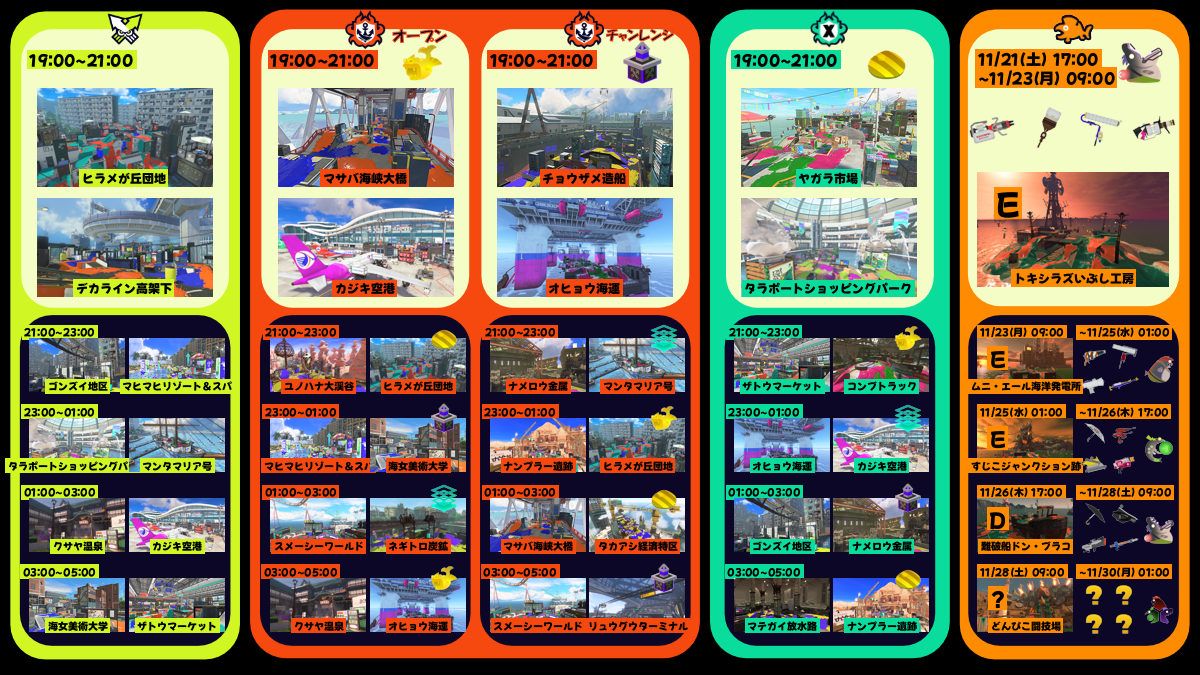 19:00~21:00
ヒラメが丘団地
デカライン高架下
21:00~23:00
ゴンズイ地区
マヒマヒリゾート&スパ
23:00~01:00
タラポートショッピングパ
マンタマリア号
01:00~03:00
クサヤ温泉
カジキ空港
03:00~05:00
海女美術大学
ザトウマーケット
オープン
19:00~21:00
マサバ海峡大橋
カジキ空港
21:00~23:00
ユノハナ大渓谷
ヒラメが丘団地
23:00~01:00
マヒマヒリゾート&スパ
海女美術大学
01:00~03:00
スメーシーワールド
ネギトロ炭鉱
03:00~05:00
クサヤ温泉
オヒョウ海運
チャレンジ
19:00~21:00
チョウザメ造船
オヒョウ海運
21:00~23:00
ナメロウ金属
マンタマリア号
23:00~01:00
ナンプラー遺跡
ヒラメが丘団地
01:00~03:00
マサバ海峡大橋
タカアシ経済特区
03:00~05:00
スメーシーワールド
リュウグウターミナル
X
19:00~21:00
ヤガラ市場
タラポートショッピングパーク
21:00~23:00
ザトウマーケット
コンブトラック
23:00~01:00
オヒョウ海運
カジキ空港
01:00~03:00
ゴンズイ地区
ナメロウ金属
03:00~05:00
マテガイ放水路
ナンプラー遺跡
11/21(土) 17:00
~11/23(月) 09:00
E
トキシラズいぶし工房
11/23(月) 09:00
~11/25(水) 01:00
E
ムニ・エール海洋発電所
11/25(水) 01:00
~11/26(木) 17:00
E
すじこジャンクション跡
11/26(木) 17:00
~11/28(土) 09:00
D
難破船ドン・ブラコ
11/28(土) 09:00
~11/30(月) 01:00
?
? ?
? ?
どんぴこ闘技場